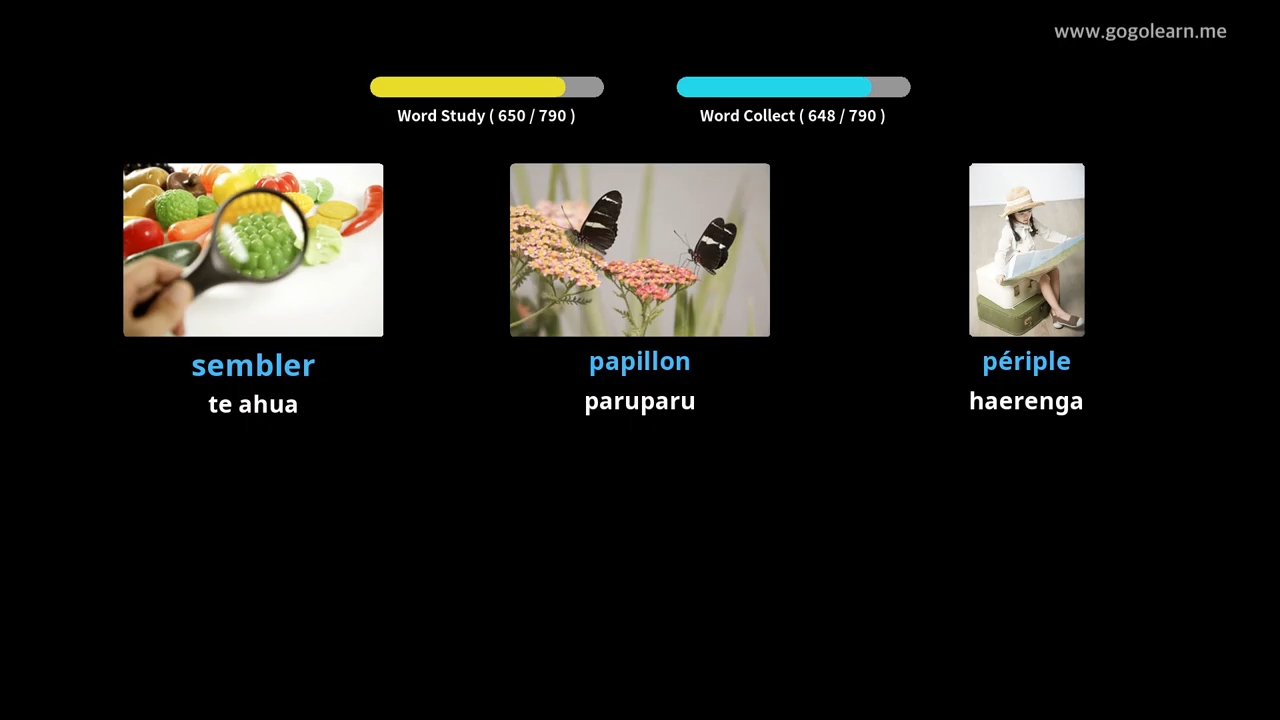 www.gogolearn.me
Word Study ( 650 / 790 )
Word Collect ( 648 / 790 )
sembler
te ahua
papillon
paruparu
périple
haerenga